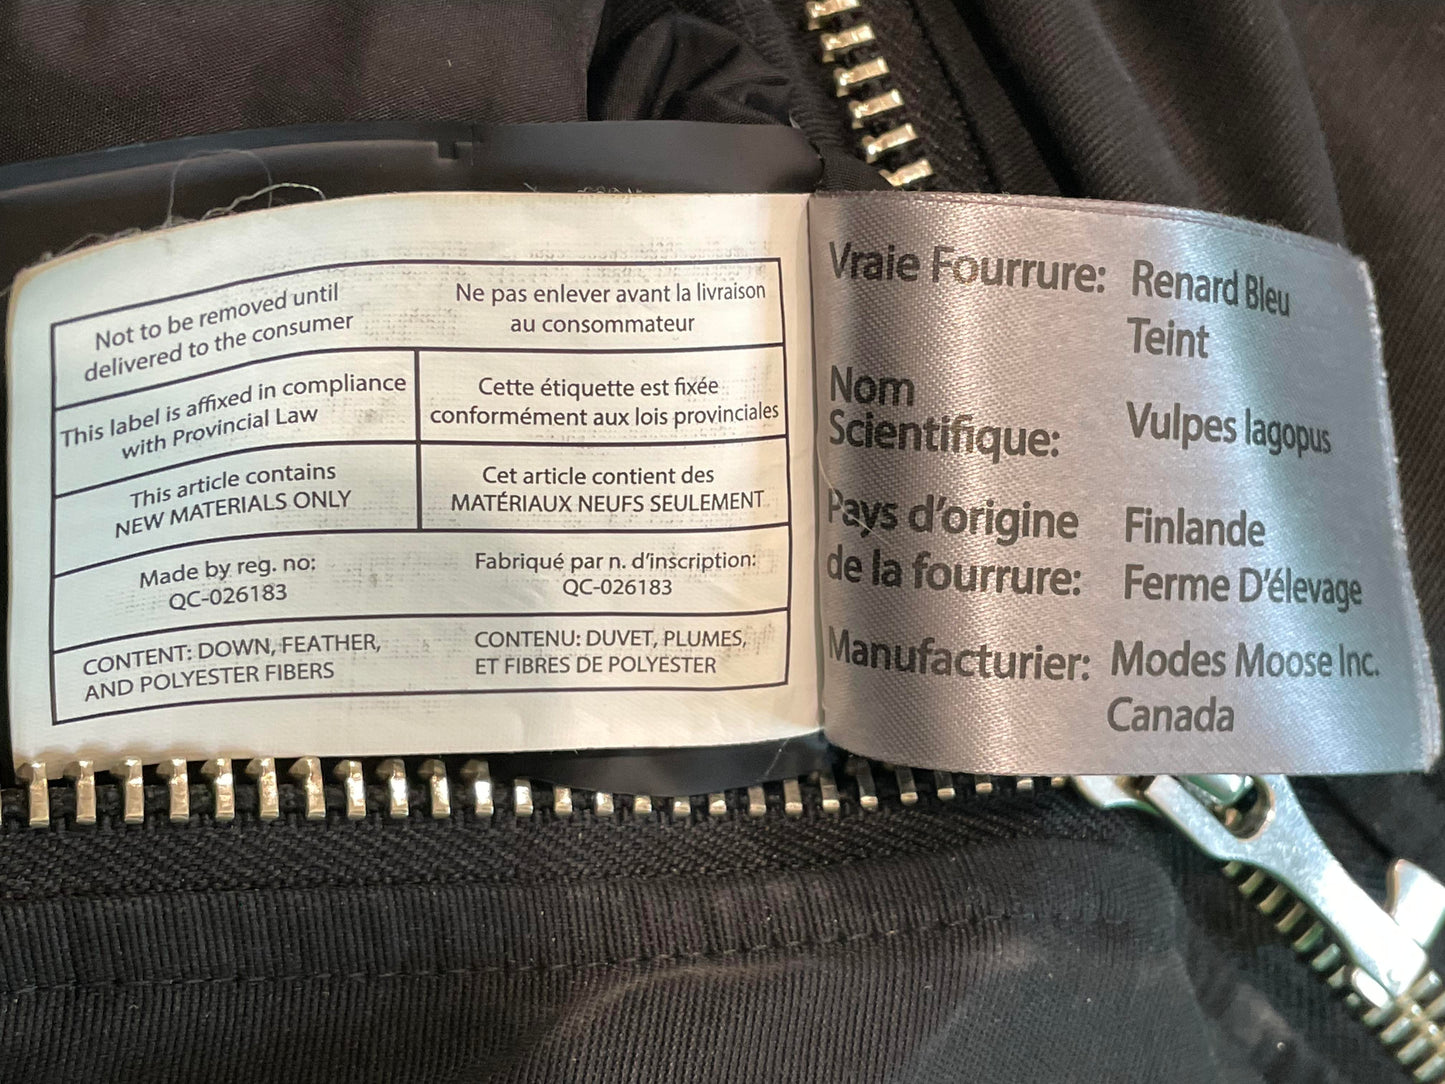 Not to be removed until
delivered to the consumer
Ne pas enlever avant la livraison
au consommateur
This label is affixed in compliance
with Provincial Law
Cette étiquette est fixée
conformément aux lois provinciales
This article contains
NEW MATERIALS ONLY
Cet article contient des
MATÉRIAUX NEUFS SEULEMENT
Made by reg. no:
QC-026183
Fabriqué par n. d'inscription:
QC-026183
CONTENT: DOWN, FEATHER,
AND POLYESTER FIBERS
CONTENU: DUVET, PLUMES,
ET FIBRES DE POLYESTER
Vraie Fourrure: Renard Bleu
Teint
Nom
Scientifique: Vulpes lagopus
Pays d'origine Finlande
de la fourrure: Ferme D'élevage
Manufacturier: Modes Moose Inc.
Canada